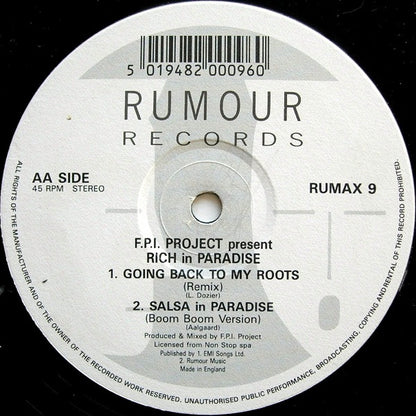 5 019482 000960
RUMOUR
RECORDS
AA SIDE
45 RPM STEREO
RUMAX 9
F.P.I. PROJECT present
RICH in PARADISE
1. GOING BACK TO MY ROOTS
(Remix)
(L. Dozier)
2. SALSA in PARADISE
(Boom Boom Version)
(Aalgaard)
Produced & Mixed by F.P.I. Project
Licensed from Non Stop spa
Published by 1. EMI Songs Ltd.
2. Rumour Music
Made in England
ALL RIGHTS OF THE MANUFACTURER AND OF THE OWNER OF THE RECORDED WORK RESERVED. UNAUTHORISED PUBLIC PERFORMANCE, BROADCASTING, COPYING AND RENTAL OF THIS RECORD PROHIBITED.